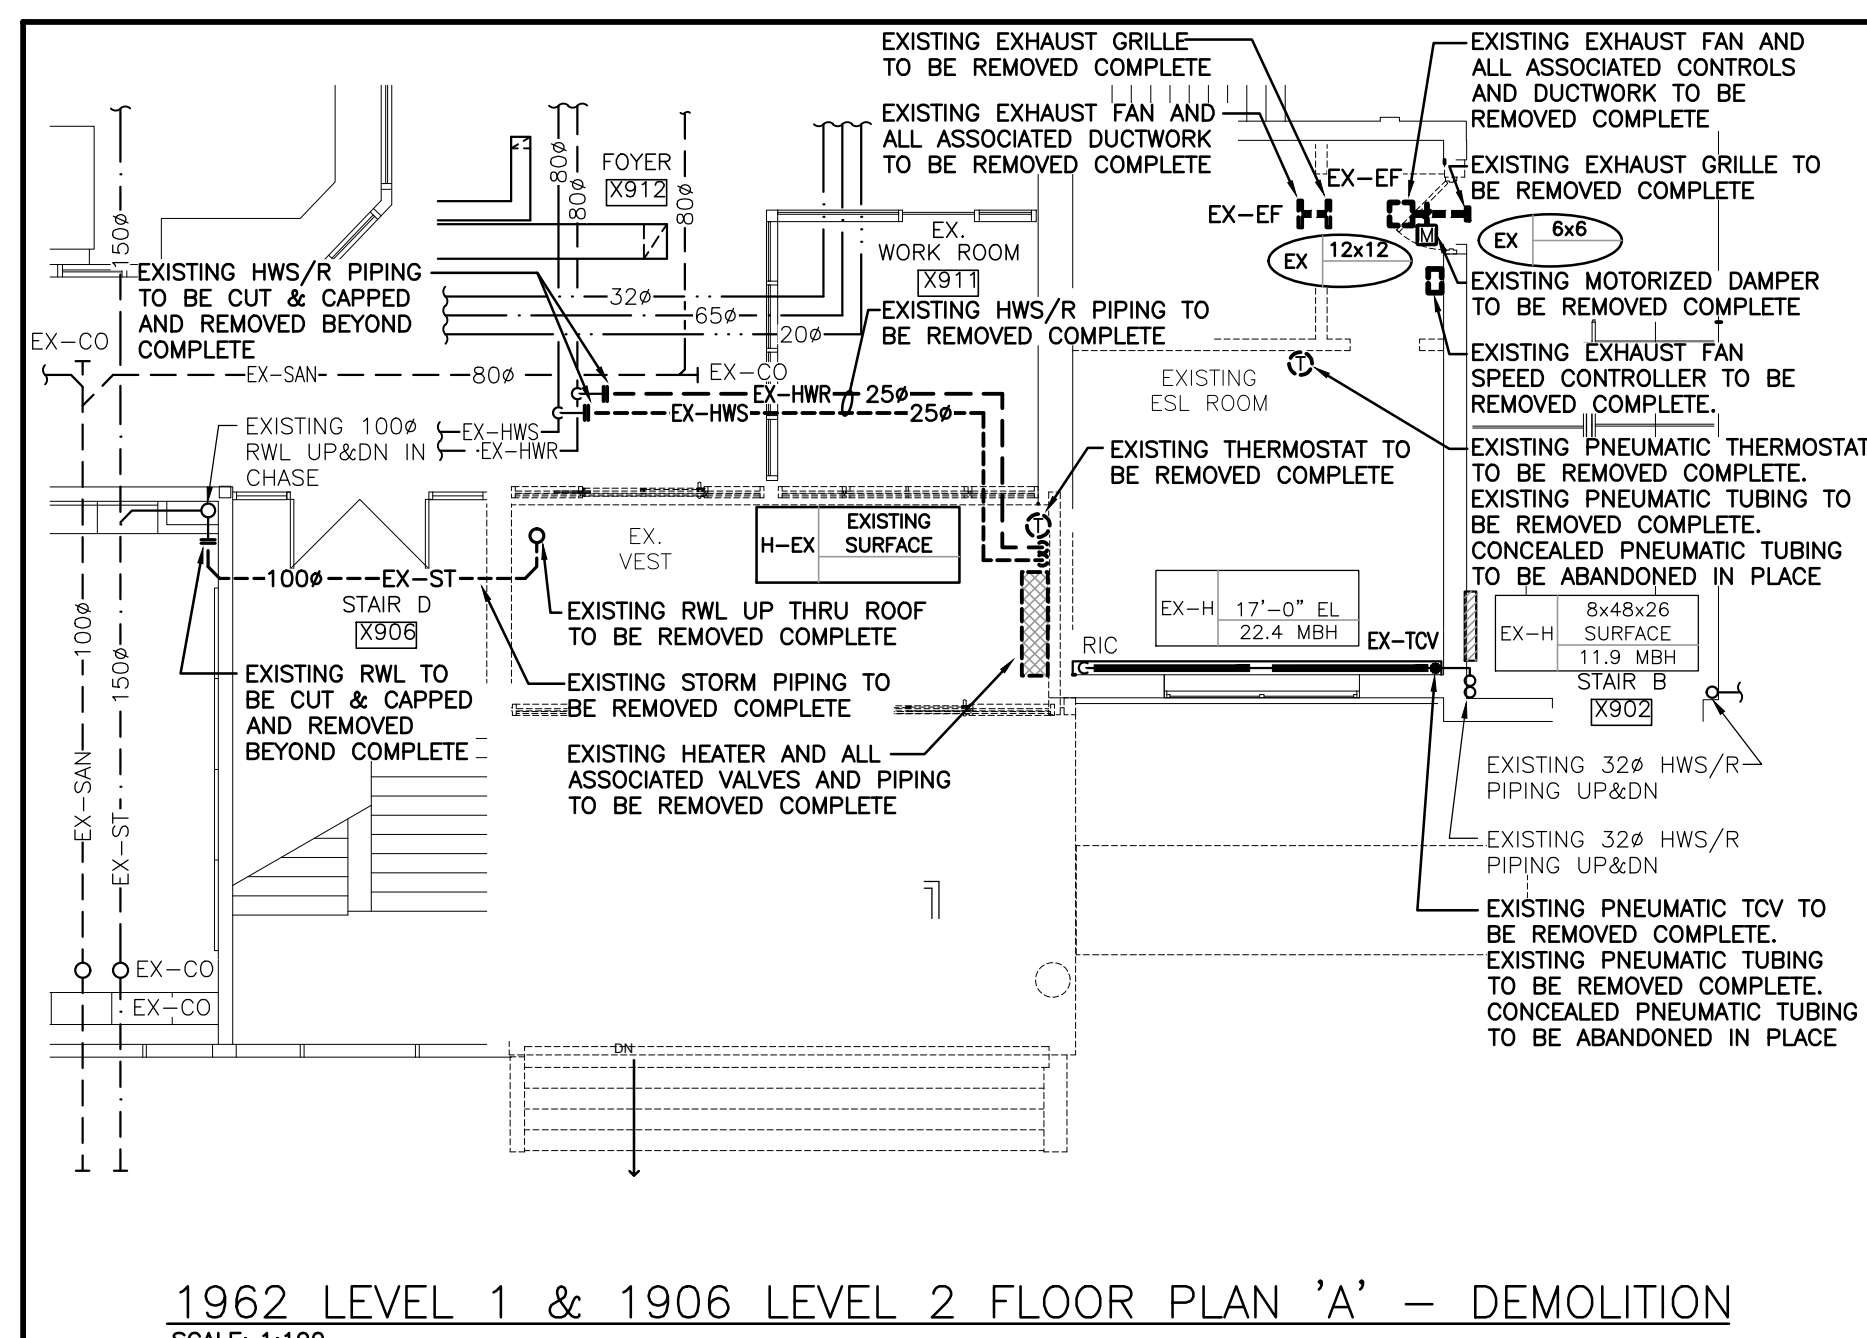 EXISTING EXHAUST GRILLE
TO BE REMOVED COMPLETE
EXISTING EXHAUST FAN AND
ALL ASSOCIATED DUCTWORK
TO BE REMOVED COMPLETE
EXISTING EXHAUST FAN AND
ALL ASSOCIATED CONTROLS
AND DUCTWORK TO BE
REMOVED COMPLETE
EXISTING EXHAUST GRILLE TO
BE REMOVED COMPLETE
EX-EF
EX-EF
EX 12x12
EX 6x6
M
EXISTING MOTORIZED DAMPER
TO BE REMOVED COMPLETE
EXISTING EXHAUST FAN
SPEED CONTROLLER TO BE
REMOVED COMPLETE.
EXISTING PNEUMATIC THERMOSTAT
TO BE REMOVED COMPLETE.
EXISTING PNEUMATIC TUBING TO
BE REMOVED COMPLETE.
CONCEALED PNEUMATIC TUBING
TO BE ABANDONED IN PLACE
FOYER
X912
80ø
80ø
80ø
150ø
EX.
WORK ROOM
X911
EXISTING HWS/R PIPING
TO BE CUT & CAPPED
AND REMOVED BEYOND
COMPLETE
32ø
65ø
20ø
EXISTING HWS/R PIPING TO
BE REMOVED COMPLETE
EX-CO
EX-SAN
80ø
EX-CO
EX-HWR 25ø
EX-HWS 25ø
EX-HWS
EX-HWR
EXISTING 100ø
RWL UP&DN IN
CHASE
EXISTING
ESL ROOM
T
EXISTING THERMOSTAT TO
BE REMOVED COMPLETE
T
EX.
VEST
H-EX
EXISTING
SURFACE
100ø EX-ST
STAIR D
X906
EXISTING RWL UP THRU ROOF
TO BE REMOVED COMPLETE
EXISTING RWL TO
BE CUT & CAPPED
AND REMOVED
BEYOND COMPLETE
EXISTING STORM PIPING TO
BE REMOVED COMPLETE
EXISTING HEATER AND ALL
ASSOCIATED VALVES AND PIPING
TO BE REMOVED COMPLETE
EX-H
17'-0" EL
22.4 MBH
RIC
EX-TCV
EX-H
8x48x26
SURFACE
11.9 MBH
STAIR B
X902
EXISTING 32ø HWS/R
PIPING UP&DN
EXISTING 32ø HWS/R
PIPING UP&DN
EXISTING PNEUMATIC TCV TO
BE REMOVED COMPLETE.
EXISTING PNEUMATIC TUBING
TO BE REMOVED COMPLETE.
CONCEALED PNEUMATIC TUBING
TO BE ABANDONED IN PLACE
100ø
EX-SAN
150ø
EX-ST
EX-CO
EX-CO
DN
1962 LEVEL 1 & 1906 LEVEL 2 FLOOR PLAN 'A' - DEMOLITION
SCALE: 1:100